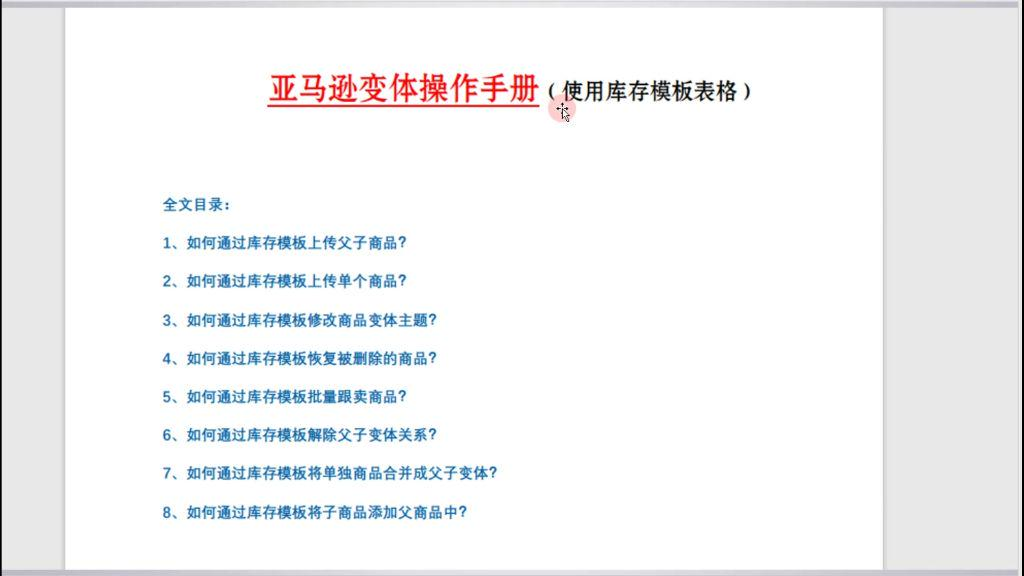 亚马逊变体操作手册（使用库存模板表格）
全文目录：
1、如何通过库存模板上传父子商品？
2、如何通过库存模板上传单个商品？
3、如何通过库存模板修改商品变体主题？
4、如何通过库存模板恢复被删除的商品？
5、如何通过库存模板批量跟卖商品？
6、如何通过库存模板解除父子变体关系？
7、如何通过库存模板将单独商品合并成父子变体？
8、如何通过库存模板将子商品添加父商品中？